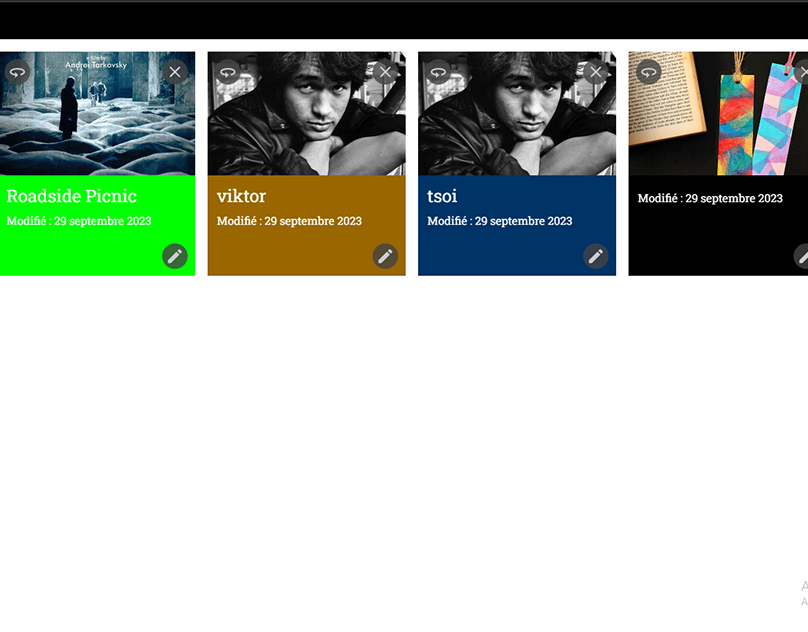 a film by
Andrei Tarkovsky
Roadside Picnic
Modifié : 29 septembre 2023
viktor
Modifié : 29 septembre 2023
tsoi
Modifié : 29 septembre 2023
Modifié : 29 septembre 2023
A
A